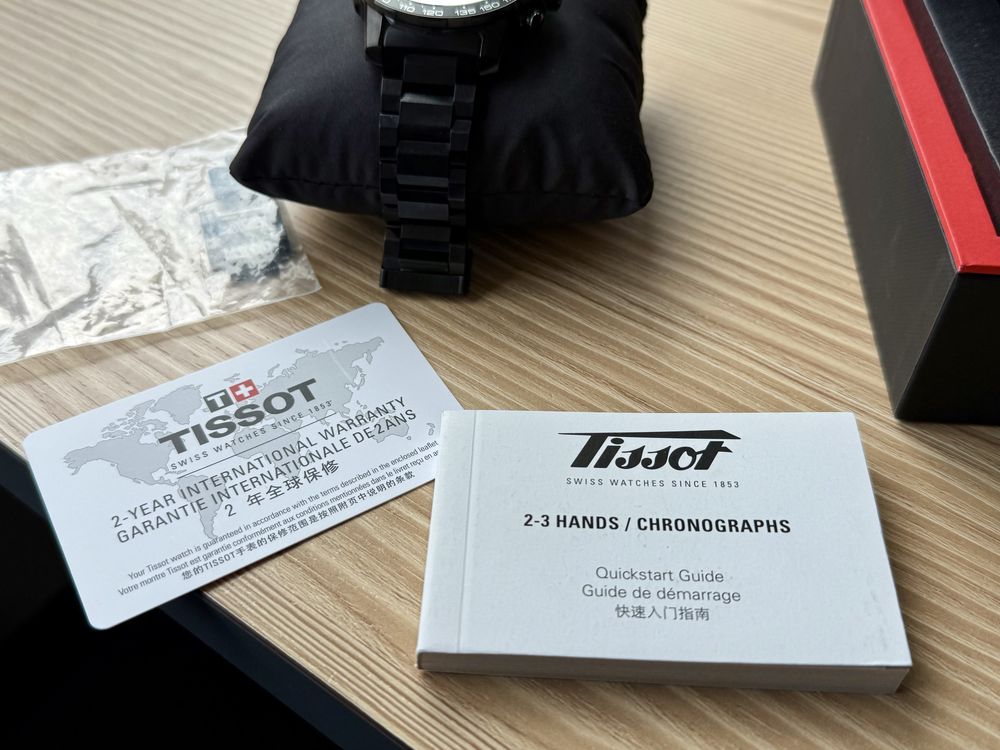 110 120 135 150
T+
TISSOT
SWISS WATCHES SINCE 1853
2-YEAR INTERNATIONAL WARRANTY
GARANTIE INTERNATIONALE DE2ANS
2 年全球保修
Your Tissot watch is guaranteed in accordance with the terms described in the enclosed leaflet
Votre montre Tissot est garantie conformément aux conditions mentionnées dans le livret reçu en
您的TISSOT手表的保修范围是按照附页中说明的条款
Tissot
SWISS WATCHES SINCE 1853
2-3 HANDS / CHRONOGRAPHS
Quickstart Guide
Guide de démarrage
快速入门指南